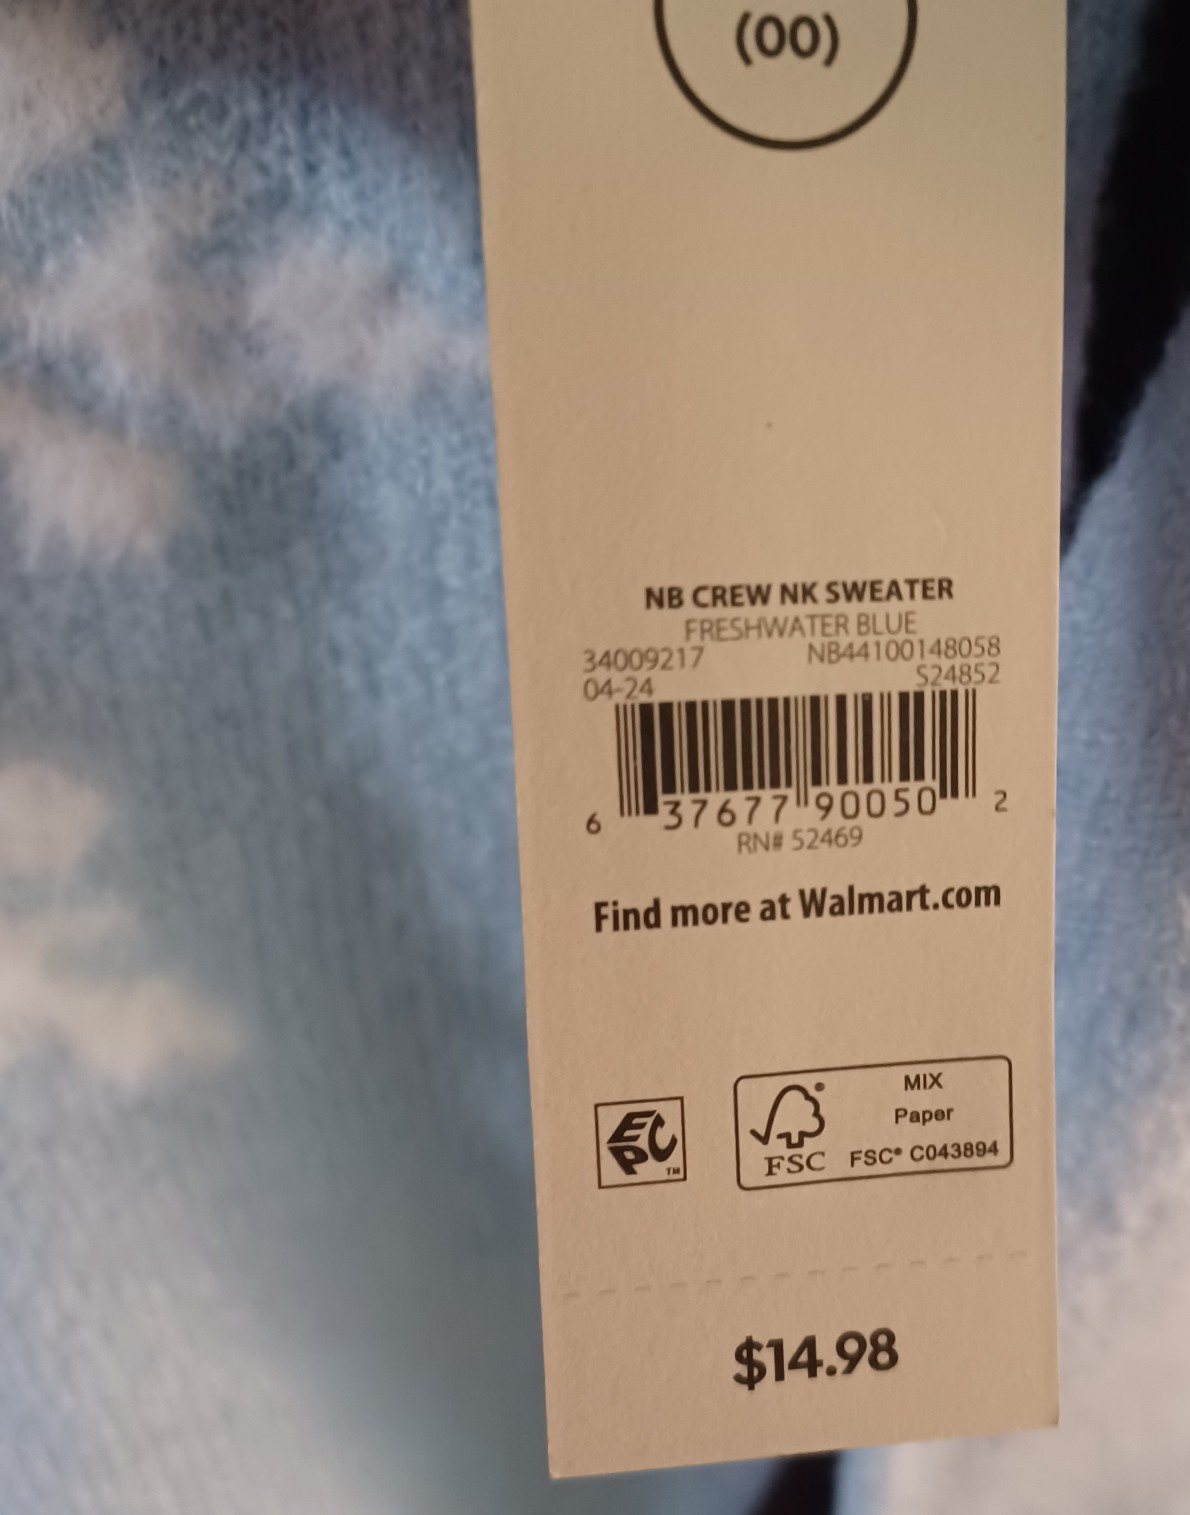 (00)
NB CREW NK SWEATER
FRESHWATER BLUE
34009217 NB44100148058
04-24 S24852
6 37677 90050 2
RN# 52469
Find more at Walmart.com
EPC™
MIX
Paper
FSC® FSC® C043894
$14.98